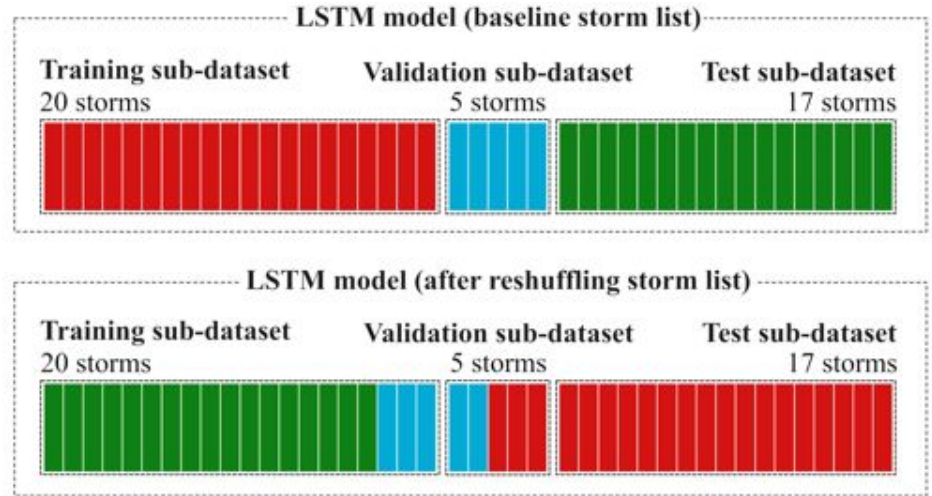 LSTM model (baseline storm list)
Training sub-dataset
20 storms
Validation sub-dataset
5 storms
Test sub-dataset
17 storms
LSTM model (after reshuffling storm list)
Training sub-dataset
20 storms
Validation sub-dataset
5 storms
Test sub-dataset
17 storms